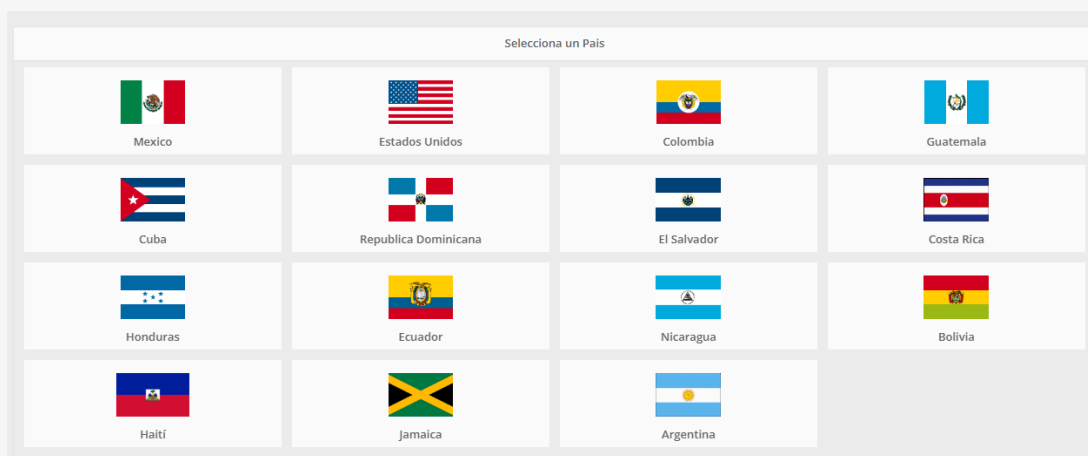 Selecciona un Pais
Mexico
Estados Unidos
Colombia
Guatemala
Cuba
Republica Dominicana
El Salvador
Costa Rica
Honduras
Ecuador
Nicaragua
Bolivia
Haití
Jamaica
Argentina